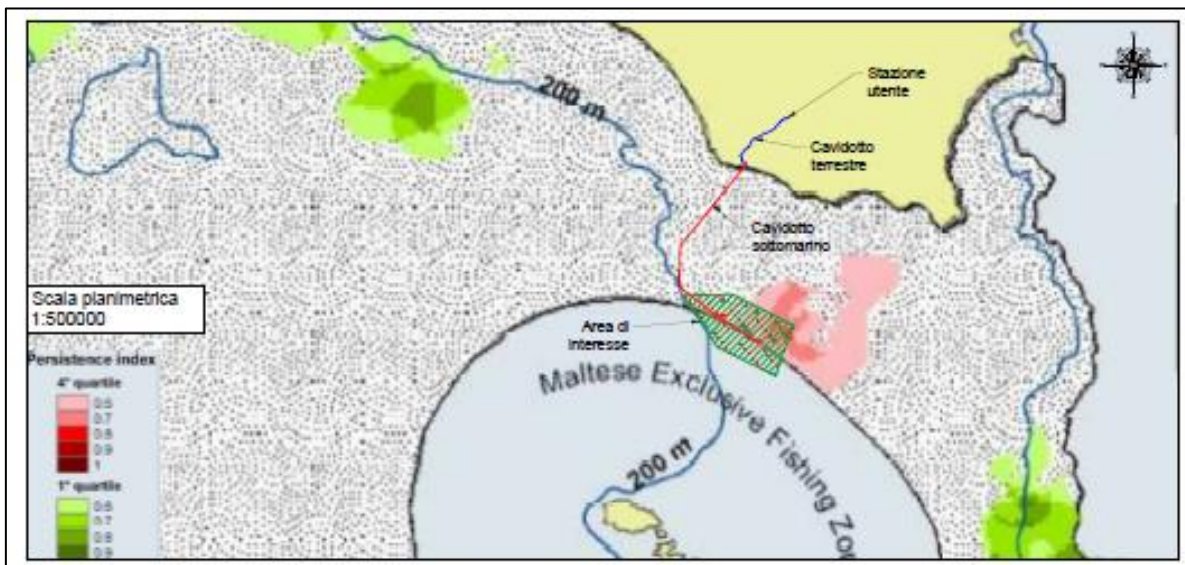 200 m
Stazione
utente
Cavidotto
terrestre
Cavidotto
sottomarino
Scala planimetrica
1:500000
Area di
Interesse
Maltese Exclusive Fishing Zo
200 m
Persistence index
4° quartile
0.6
0.7
0.8
0.9
1
1° quartile
0.6
0.7
0.8
0.9